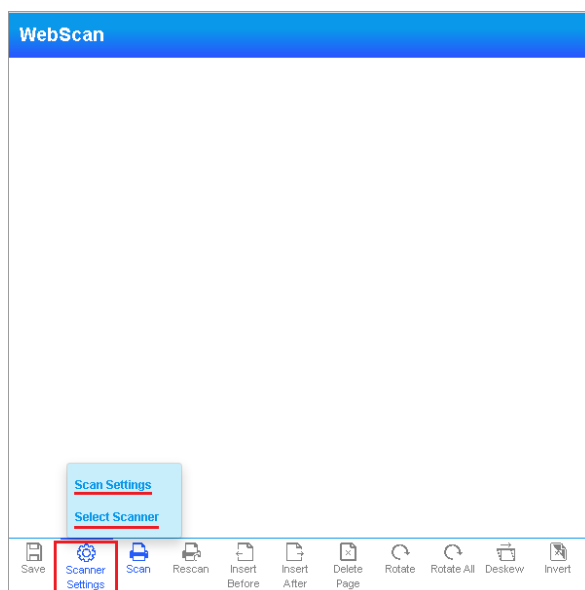 WebScan
Scan Settings
Select Scanner
Save
Scanner
Settings
Scan
Rescan
Insert
Before
Insert
After
Delete
Page
Rotate
Rotate All
Deskew
Invert